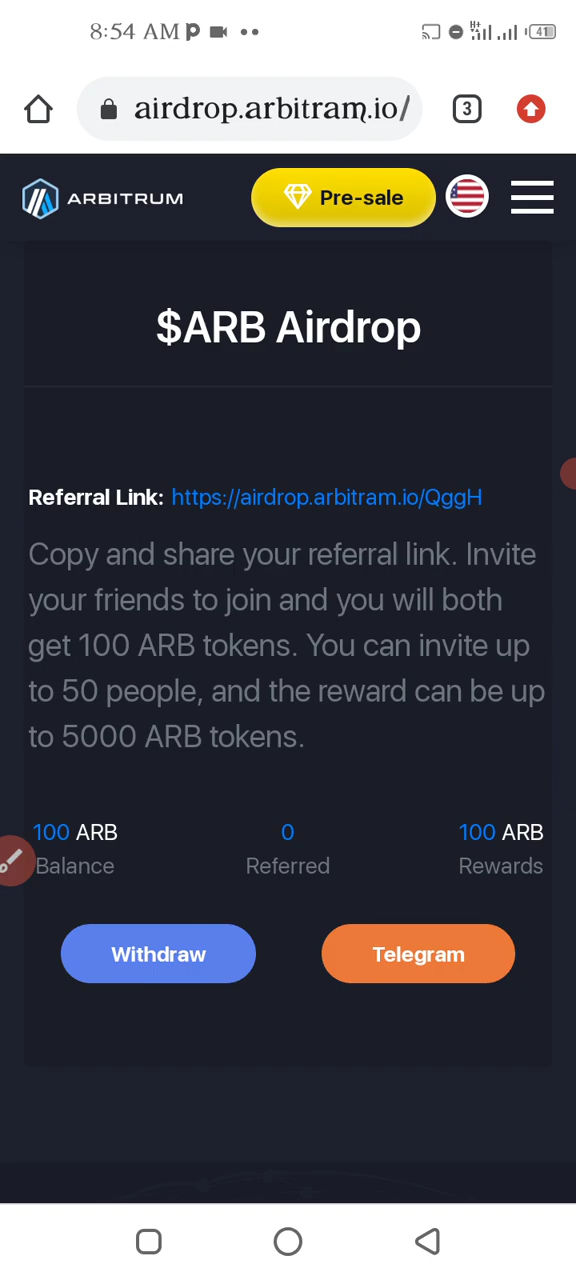 8:54 AM
H+
41
airdrop.arbitram.io/
3
ARBITRUM
Pre-sale
$ARB Airdrop
Referral Link: https://airdrop.arbitram.io/QggH
Copy and share your referral link. Invite
your friends to join and you will both
get 100 ARB tokens. You can invite up
to 50 people, and the reward can be up
to 5000 ARB tokens.
100 ARB 0 100 ARB
Balance Referred Rewards
Withdraw Telegram